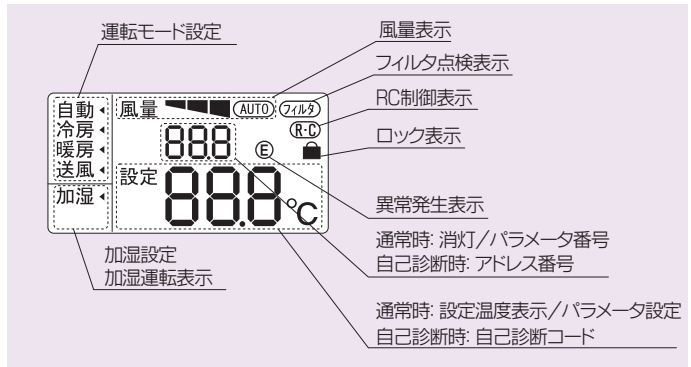 運転モード設定
風量表示
フィルタ点検表示
RC制御表示
ロック表示
自動
冷房
暖房
送風
加湿
風量 AUTO フィルタ
R・C
88.8
E
設定
88.8 ℃
異常発生表示
通常時: 消灯/パラメータ番号
自己診断時: アドレス番号
加湿設定
加湿運転表示
通常時: 設定温度表示/パラメータ設定
自己診断時: 自己診断コード